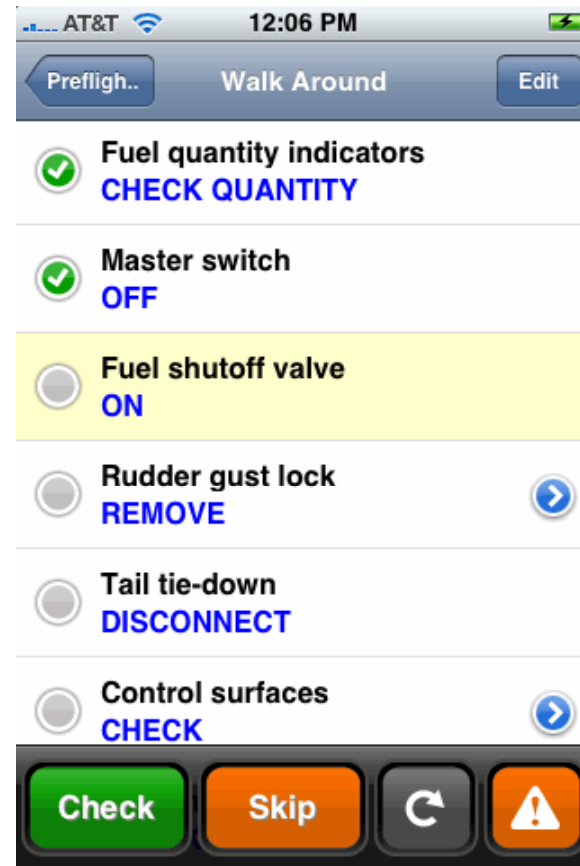 AT&T 12:06 PM
Prefligh.. Walk Around Edit
Fuel quantity indicators
CHECK QUANTITY
Master switch
OFF
Fuel shutoff valve
ON
Rudder gust lock
REMOVE
Tail tie-down
DISCONNECT
Control surfaces
CHECK
Check Skip